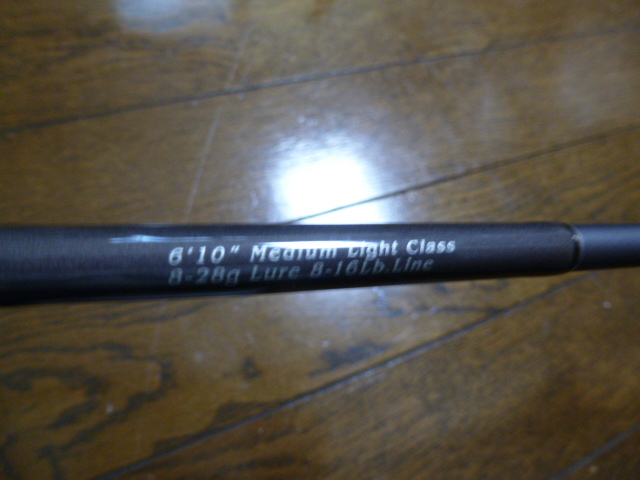 6'10" Medium Light Class
8-28g Lure 8-16Lb.Line